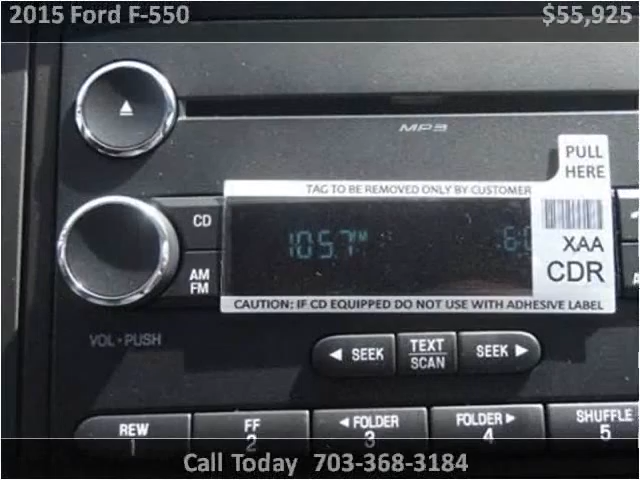 2015 Ford F-550 $55,925
MP3
PULL
HERE
TAG TO BE REMOVED ONLY BY CUSTOMER
CD
105.7
XAA
CDR
AM
FM
CAUTION: IF CD EQUIPPED DO NOT USE WITH ADHESIVE LABEL
VOL • PUSH
◄ SEEK TEXT SEEK ►
SCAN
REW FF ◄ FOLDER FOLDER ► SHUFFLE
1 2 3 4 5
Call Today 703-368-3184